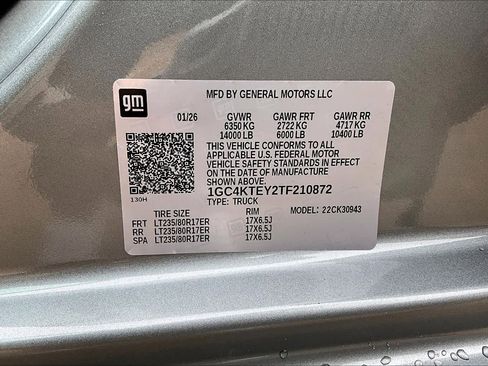 gm
MFD BY GENERAL MOTORS LLC
01/26 GVWR GAWR FRT GAWR RR
6350 KG 2722 KG 4717 KG
14000 LB 6000 LB 10400 LB
THIS VEHICLE CONFORMS TO ALL
APPLICABLE U.S. FEDERAL MOTOR
VEHICLE SAFETY STANDARDS IN EFFECT
ON THE DATE OF MANUFACTURE
1GC4KTEY2TF210872
130H TYPE: TRUCK
TIRE SIZE RIM MODEL: 22CK30943
FRT LT235/80R17ER 17X6.5J
RR LT235/80R17ER 17X6.5J
SPA LT235/80R17ER 17X6.5J